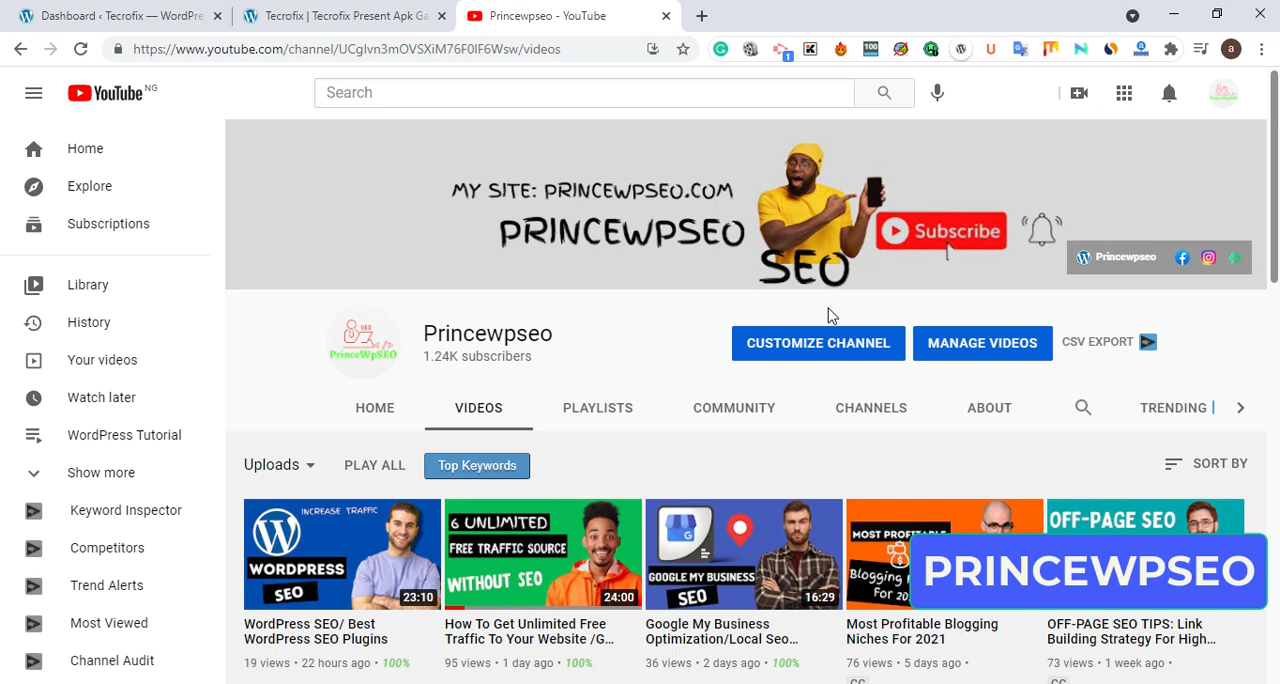 Dashboard ‹ Tecrofix — WordPre
Tecrofix | Tecrofix Present Apk Ga
Princewpseo - YouTube
https://www.youtube.com/channel/UCgIvn3mOVSXiM76F0IF6Wsw/videos
YouTube NG
Search
Home
Explore
Subscriptions
Library
History
Your videos
Watch later
WordPress Tutorial
Show more
Keyword Inspector
Competitors
Trend Alerts
Most Viewed
Channel Audit
MY SITE: PRINCEWPSEO.COM
PRINCEWPSEO
SEO
Subscribe
Princewpseo
PrinceWpSEO
Princewpseo
1.24K subscribers
CUSTOMIZE CHANNEL
MANAGE VIDEOS
CSV EXPORT
HOME
VIDEOS
PLAYLISTS
COMMUNITY
CHANNELS
ABOUT
TRENDING
Uploads
PLAY ALL
Top Keywords
SORT BY
INCREASE TRAFFIC
WORDPRESS
SEO
23:10
WordPress SEO/ Best
WordPress SEO Plugins
19 views • 22 hours ago • 100%
6 UNLIMITED
FREE TRAFFIC SOURCE
WITHOUT SEO
24:00
How To Get Unlimited Free
Traffic To Your Website /G...
95 views • 1 day ago • 100%
GOOGLE MY BUSINESS
SEO
16:29
Google My Business
Optimization/Local Seo...
36 views • 2 days ago • 100%
MOST PROFITABLE
Blogging
For 202
Most Profitable Blogging
Niches For 2021
76 views • 5 days ago •
CC
OFF-PAGE SEO
OFF-PAGE SEO TIPS: Link
Building Strategy For High...
73 views • 1 week ago •
CC
PRINCEWPSEO